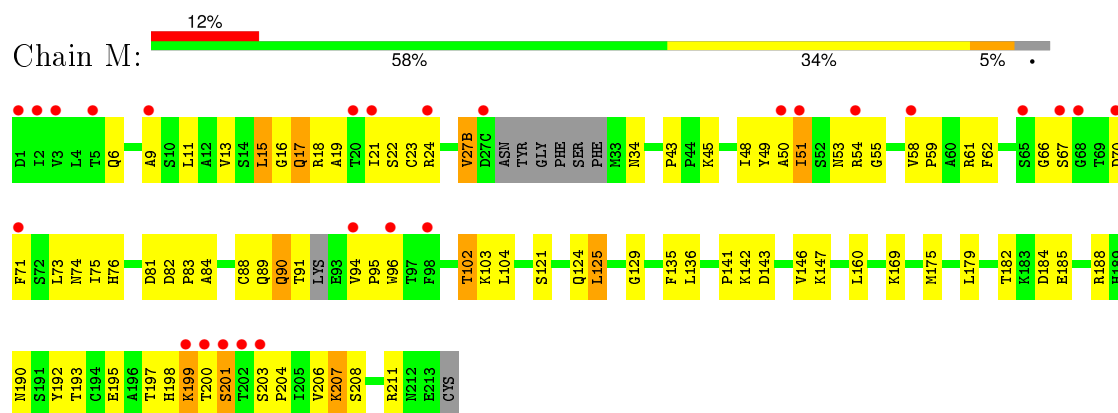 12%
Chain M:
58% 34% 5% •
D1 I2 V3 L4 T5 Q6 A9 S10 L11 A12 V13 S14 L15 G16 Q17 R18 A19 T20 I21 S22 C23 R24 V27B D27C ASN TYR GLY PHE SER PHE M33 N34 P43 P44 K45 I48 Y49 A50 I51 S52 N53 R54 G55 V58 P59 A60 R61 F62 S65 G66 S67 G68 T69 D70
F71 S72 L73 N74 I75 H76 D81 D82 P83 A84 C88 Q89 Q90 T91 LYS E93 V94 P95 W96 T97 F98 T102 K103 L104 S121 Q124 L125 G129 F135 L136 P141 K142 D143 V146 K147 L160 K169 M175 L179 T182 K183 D184 E185 R188 H189
N190 S191 Y192 T193 C194 E195 A196 T197 H198 K199 T200 S201 T202 S203 P204 I205 V206 K207 S208 R211 N212 E213 CYS